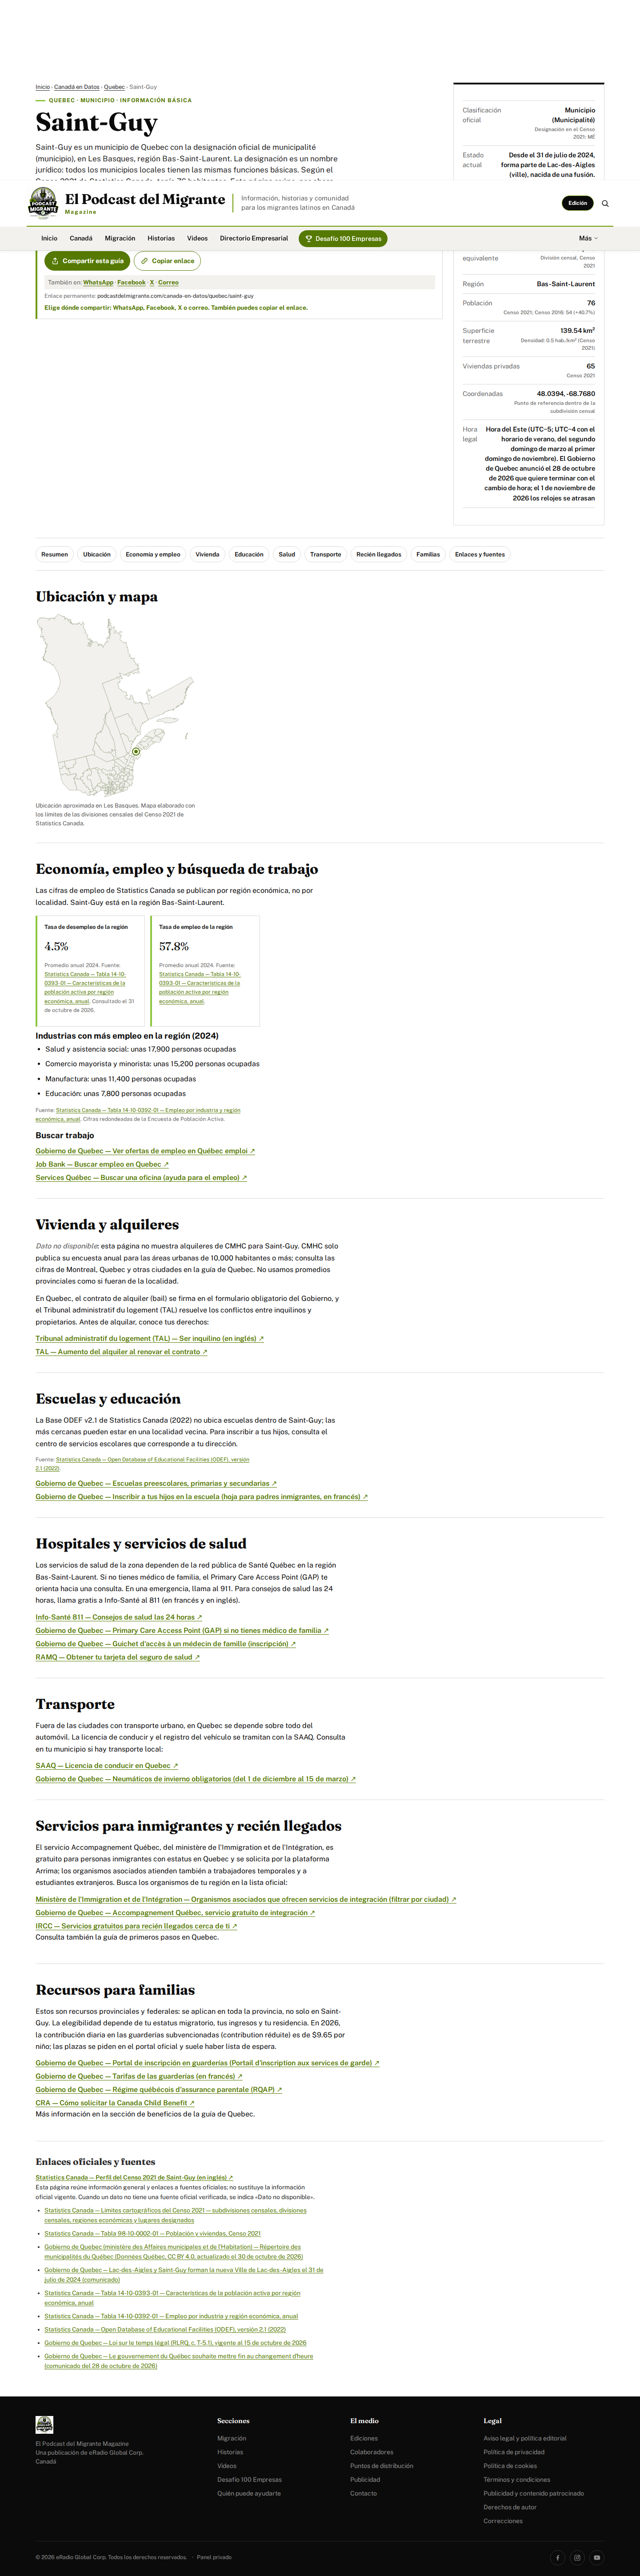 Inicio · Canadá en Datos · Quebec · Saint-Guy
QUEBEC · MUNICIPIO · INFORMACIÓN BÁSICA
Saint-Guy
Saint-Guy es un municipio de Quebec con la designación oficial de municipalité
(municipio), en Les Basques, región Bas-Saint-Laurent. La designación es un nombre
jurídico: todos los municipios locales tienen las mismas funciones básicas. Según el
Clasificación
oficial
Municipio
(Municipalité)
Designación en el Censo
2021: MÉ
Estado
actual
Desde el 31 de julio de 2024,
forma parte de Lac-des-Aigles
(ville), nacida de una fusión.
El Podcast del Migrante
Magazine
Información, historias y comunidad
para los migrantes latinos en Canadá
Edición
Inicio
Canadá
Migración
Historias
Videos
Directorio Empresarial
Desafío 100 Empresas
Más
Compartir esta guía
Copiar enlace
También en: WhatsApp · Facebook · X · Correo
Enlace permanente: podcastdelmigrante.com/canada-en-datos/quebec/saint-guy
Elige dónde compartir: WhatsApp, Facebook, X o correo. También puedes copiar el enlace.
equivalente
División censal, Censo
2021
Región
Bas-Saint-Laurent
Población
76
Censo 2021; Censo 2016: 54 (+40.7%)
Superficie
terrestre
139.54 km²
Densidad: 0.5 hab./km² (Censo
2021)
Viviendas privadas
65
Censo 2021
Coordenadas
48.0394, -68.7680
Punto de referencia dentro de la
subdivisión censal
Hora
legal
Hora del Este (UTC−5; UTC−4 con el
horario de verano, del segundo
domingo de marzo al primer
domingo de noviembre). El Gobierno
de Quebec anunció el 28 de octubre
de 2026 que quiere terminar con el
cambio de hora; el 1 de noviembre de
2026 los relojes se atrasan
Resumen
Ubicación
Economía y empleo
Vivienda
Educación
Salud
Transporte
Recién llegados
Familias
Enlaces y fuentes
Ubicación y mapa
Ubicación aproximada en Les Basques. Mapa elaborado con
los límites de las divisiones censales del Censo 2021 de
Statistics Canada.
Economía, empleo y búsqueda de trabajo
Las cifras de empleo de Statistics Canada se publican por región económica, no por
localidad. Saint-Guy está en la región Bas-Saint-Laurent.
Tasa de desempleo de la región
4.5%
Promedio anual 2024. Fuente:
Statistics Canada — Tabla 14-10-
0393-01 — Características de la
población activa por región
económica, anual. Consultado el 31
de octubre de 2026.
Tasa de empleo de la región
57.8%
Promedio anual 2024. Fuente:
Statistics Canada — Tabla 14-10-
0393-01 — Características de la
población activa por región
económica, anual.
Industrias con más empleo en la región (2024)
• Salud y asistencia social: unas 17,900 personas ocupadas
• Comercio mayorista y minorista: unas 15,200 personas ocupadas
• Manufactura: unas 11,400 personas ocupadas
• Educación: unas 7,800 personas ocupadas
Fuente: Statistics Canada — Tabla 14-10-0392-01 — Empleo por industria y región
económica, anual. Cifras redondeadas de la Encuesta de Población Activa.
Buscar trabajo
Gobierno de Quebec — Ver ofertas de empleo en Québec emploi ↗
Job Bank — Buscar empleo en Quebec ↗
Services Québec — Buscar una oficina (ayuda para el empleo) ↗
Vivienda y alquileres
Dato no disponible: esta página no muestra alquileres de CMHC para Saint-Guy. CMHC solo
publica su encuesta anual para las áreas urbanas de 10,000 habitantes o más; consulta las
cifras de Montreal, Quebec y otras ciudades en la guía de Quebec. No usamos promedios
provinciales como si fueran de la localidad.
En Quebec, el contrato de alquiler (bail) se firma en el formulario obligatorio del Gobierno, y
el Tribunal administratif du logement (TAL) resuelve los conflictos entre inquilinos y
propietarios. Antes de alquilar, conoce tus derechos:
Tribunal administratif du logement (TAL) — Ser inquilino (en inglés) ↗
TAL — Aumento del alquiler al renovar el contrato ↗
Escuelas y educación
La Base ODEF v2.1 de Statistics Canada (2022) no ubica escuelas dentro de Saint-Guy; las
más cercanas pueden estar en una localidad vecina. Para inscribir a tus hijos, consulta el
centro de servicios escolares que corresponde a tu dirección.
Fuente: Statistics Canada — Open Database of Educational Facilities (ODEF), versión
2.1 (2022).
Gobierno de Quebec — Escuelas preescolares, primarias y secundarias ↗
Gobierno de Quebec — Inscribir a tus hijos en la escuela (hoja para padres inmigrantes, en francés) ↗
Hospitales y servicios de salud
Los servicios de salud de la zona dependen de la red pública de Santé Québec en la región
Bas-Saint-Laurent. Si no tienes médico de familia, el Primary Care Access Point (GAP) te
orienta hacia una consulta. En una emergencia, llama al 911. Para consejos de salud las 24
horas, llama gratis a Info-Santé al 811 (en francés y en inglés).
Info-Santé 811 — Consejos de salud las 24 horas ↗
Gobierno de Quebec — Primary Care Access Point (GAP) si no tienes médico de familia ↗
Gobierno de Quebec — Guichet d'accès à un médecin de famille (inscripción) ↗
RAMQ — Obtener tu tarjeta del seguro de salud ↗
Transporte
Fuera de las ciudades con transporte urbano, en Quebec se depende sobre todo del
automóvil. La licencia de conducir y el registro del vehículo se tramitan con la SAAQ. Consulta
en tu municipio si hay transporte local:
SAAQ — Licencia de conducir en Quebec ↗
Gobierno de Quebec — Neumáticos de invierno obligatorios (del 1 de diciembre al 15 de marzo) ↗
Servicios para inmigrantes y recién llegados
El servicio Accompagnement Québec, del ministère de l'Immigration et de l'Intégration, es
gratuito para personas inmigrantes con estatus en Quebec y se solicita por la plataforma
Arrima; los organismos asociados atienden también a trabajadores temporales y a
estudiantes extranjeros. Busca los organismos de tu región en la lista oficial:
Ministère de l'Immigration et de l'Intégration — Organismos asociados que ofrecen servicios de integración (filtrar por ciudad) ↗
Gobierno de Quebec — Accompagnement Québec, servicio gratuito de integración ↗
IRCC — Servicios gratuitos para recién llegados cerca de ti ↗
Consulta también la guía de primeros pasos en Quebec.
Recursos para familias
Estos son recursos provinciales y federales: se aplican en toda la provincia, no solo en Saint-
Guy. La elegibilidad depende de tu estatus migratorio, tus ingresos y tu residencia. En 2026,
la contribución diaria en las guarderías subvencionadas (contribution réduite) es de $9.65 por
niño; las plazas se piden en el portal oficial y suele haber lista de espera.
Gobierno de Quebec — Portal de inscripción en guarderías (Portail d'inscription aux services de garde) ↗
Gobierno de Quebec — Tarifas de las guarderías (en francés) ↗
Gobierno de Quebec — Régime québécois d'assurance parentale (RQAP) ↗
CRA — Cómo solicitar la Canada Child Benefit ↗
Más información en la sección de beneficios de la guía de Quebec.
Enlaces oficiales y fuentes
Statistics Canada — Perfil del Censo 2021 de Saint-Guy (en inglés) ↗
Esta página reúne información general y enlaces a fuentes oficiales; no sustituye la información
oficial vigente. Cuando un dato no tiene una fuente oficial verificada, se indica «Dato no disponible».
• Statistics Canada — Límites cartográficos del Censo 2021 — subdivisiones censales, divisiones
censales, regiones económicas y lugares designados
• Statistics Canada — Tabla 98-10-0002-01 — Población y viviendas, Censo 2021
• Gobierno de Quebec (ministère des Affaires municipales et de l'Habitation) — Répertoire des
municipalités du Québec (Données Québec, CC BY 4.0, actualizado el 30 de octubre de 2026)
• Gobierno de Quebec — Lac-des-Aigles y Saint-Guy forman la nueva Ville de Lac-des-Aigles el 31 de
julio de 2024 (comunicado)
• Statistics Canada — Tabla 14-10-0393-01 — Características de la población activa por región
económica, anual
• Statistics Canada — Tabla 14-10-0392-01 — Empleo por industria y región económica, anual
• Statistics Canada — Open Database of Educational Facilities (ODEF), versión 2.1 (2022)
• Gobierno de Quebec — Loi sur le temps légal (RLRQ, c. T-5.1), vigente al 15 de octubre de 2026
• Gobierno de Quebec — Le gouvernement du Québec souhaite mettre fin au changement d'heure
(comunicado del 28 de octubre de 2026)
El Podcast del Migrante Magazine
Una publicación de eRadio Global Corp.
Canadá
Secciones
Migración
Historias
Videos
Desafío 100 Empresas
Quién puede ayudarte
El medio
Ediciones
Colaboradores
Puntos de distribución
Publicidad
Contacto
Legal
Aviso legal y política editorial
Política de privacidad
Política de cookies
Términos y condiciones
Publicidad y contenido patrocinado
Derechos de autor
Correcciones
© 2026 eRadio Global Corp. Todos los derechos reservados. · Panel privado